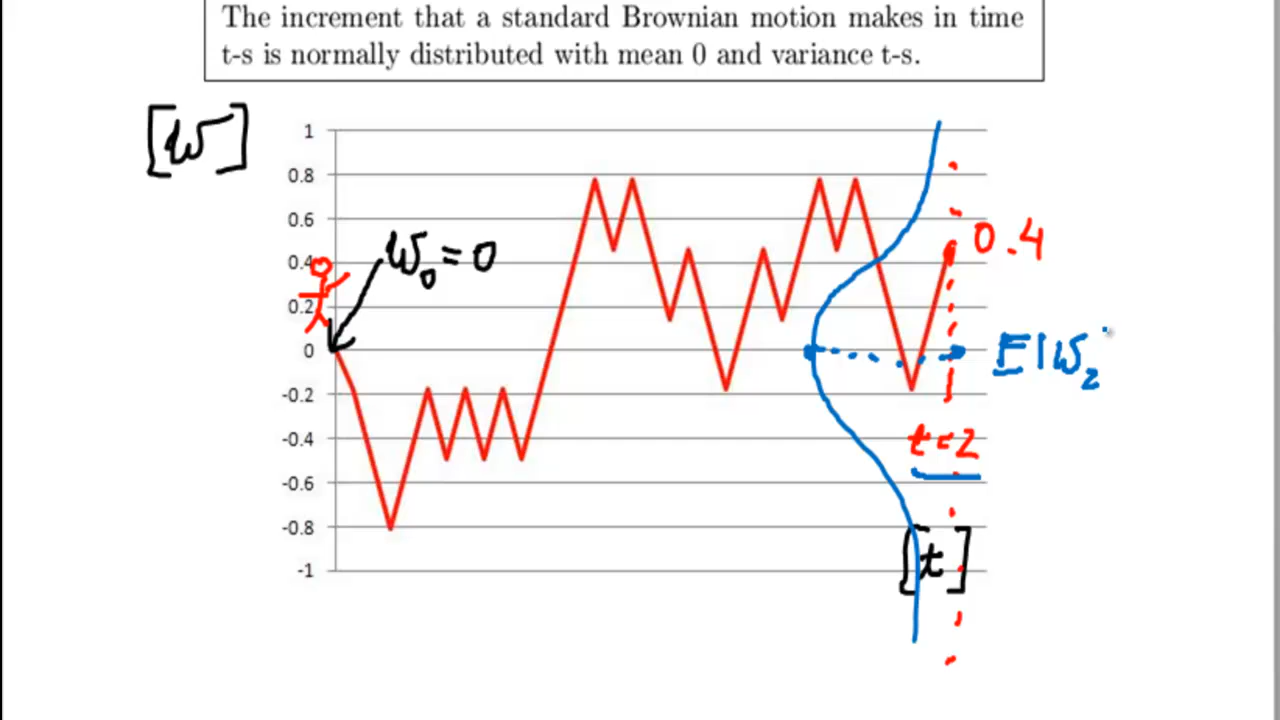 The increment that a standard Brownian motion makes in time
t-s is normally distributed with mean 0 and variance t-s.
[W]
1
0.8
0.6
0.4
0.2
0
-0.2
-0.4
-0.6
-0.8
-1
W₀ = 0
0.4
E|W₂
t=2
[t]